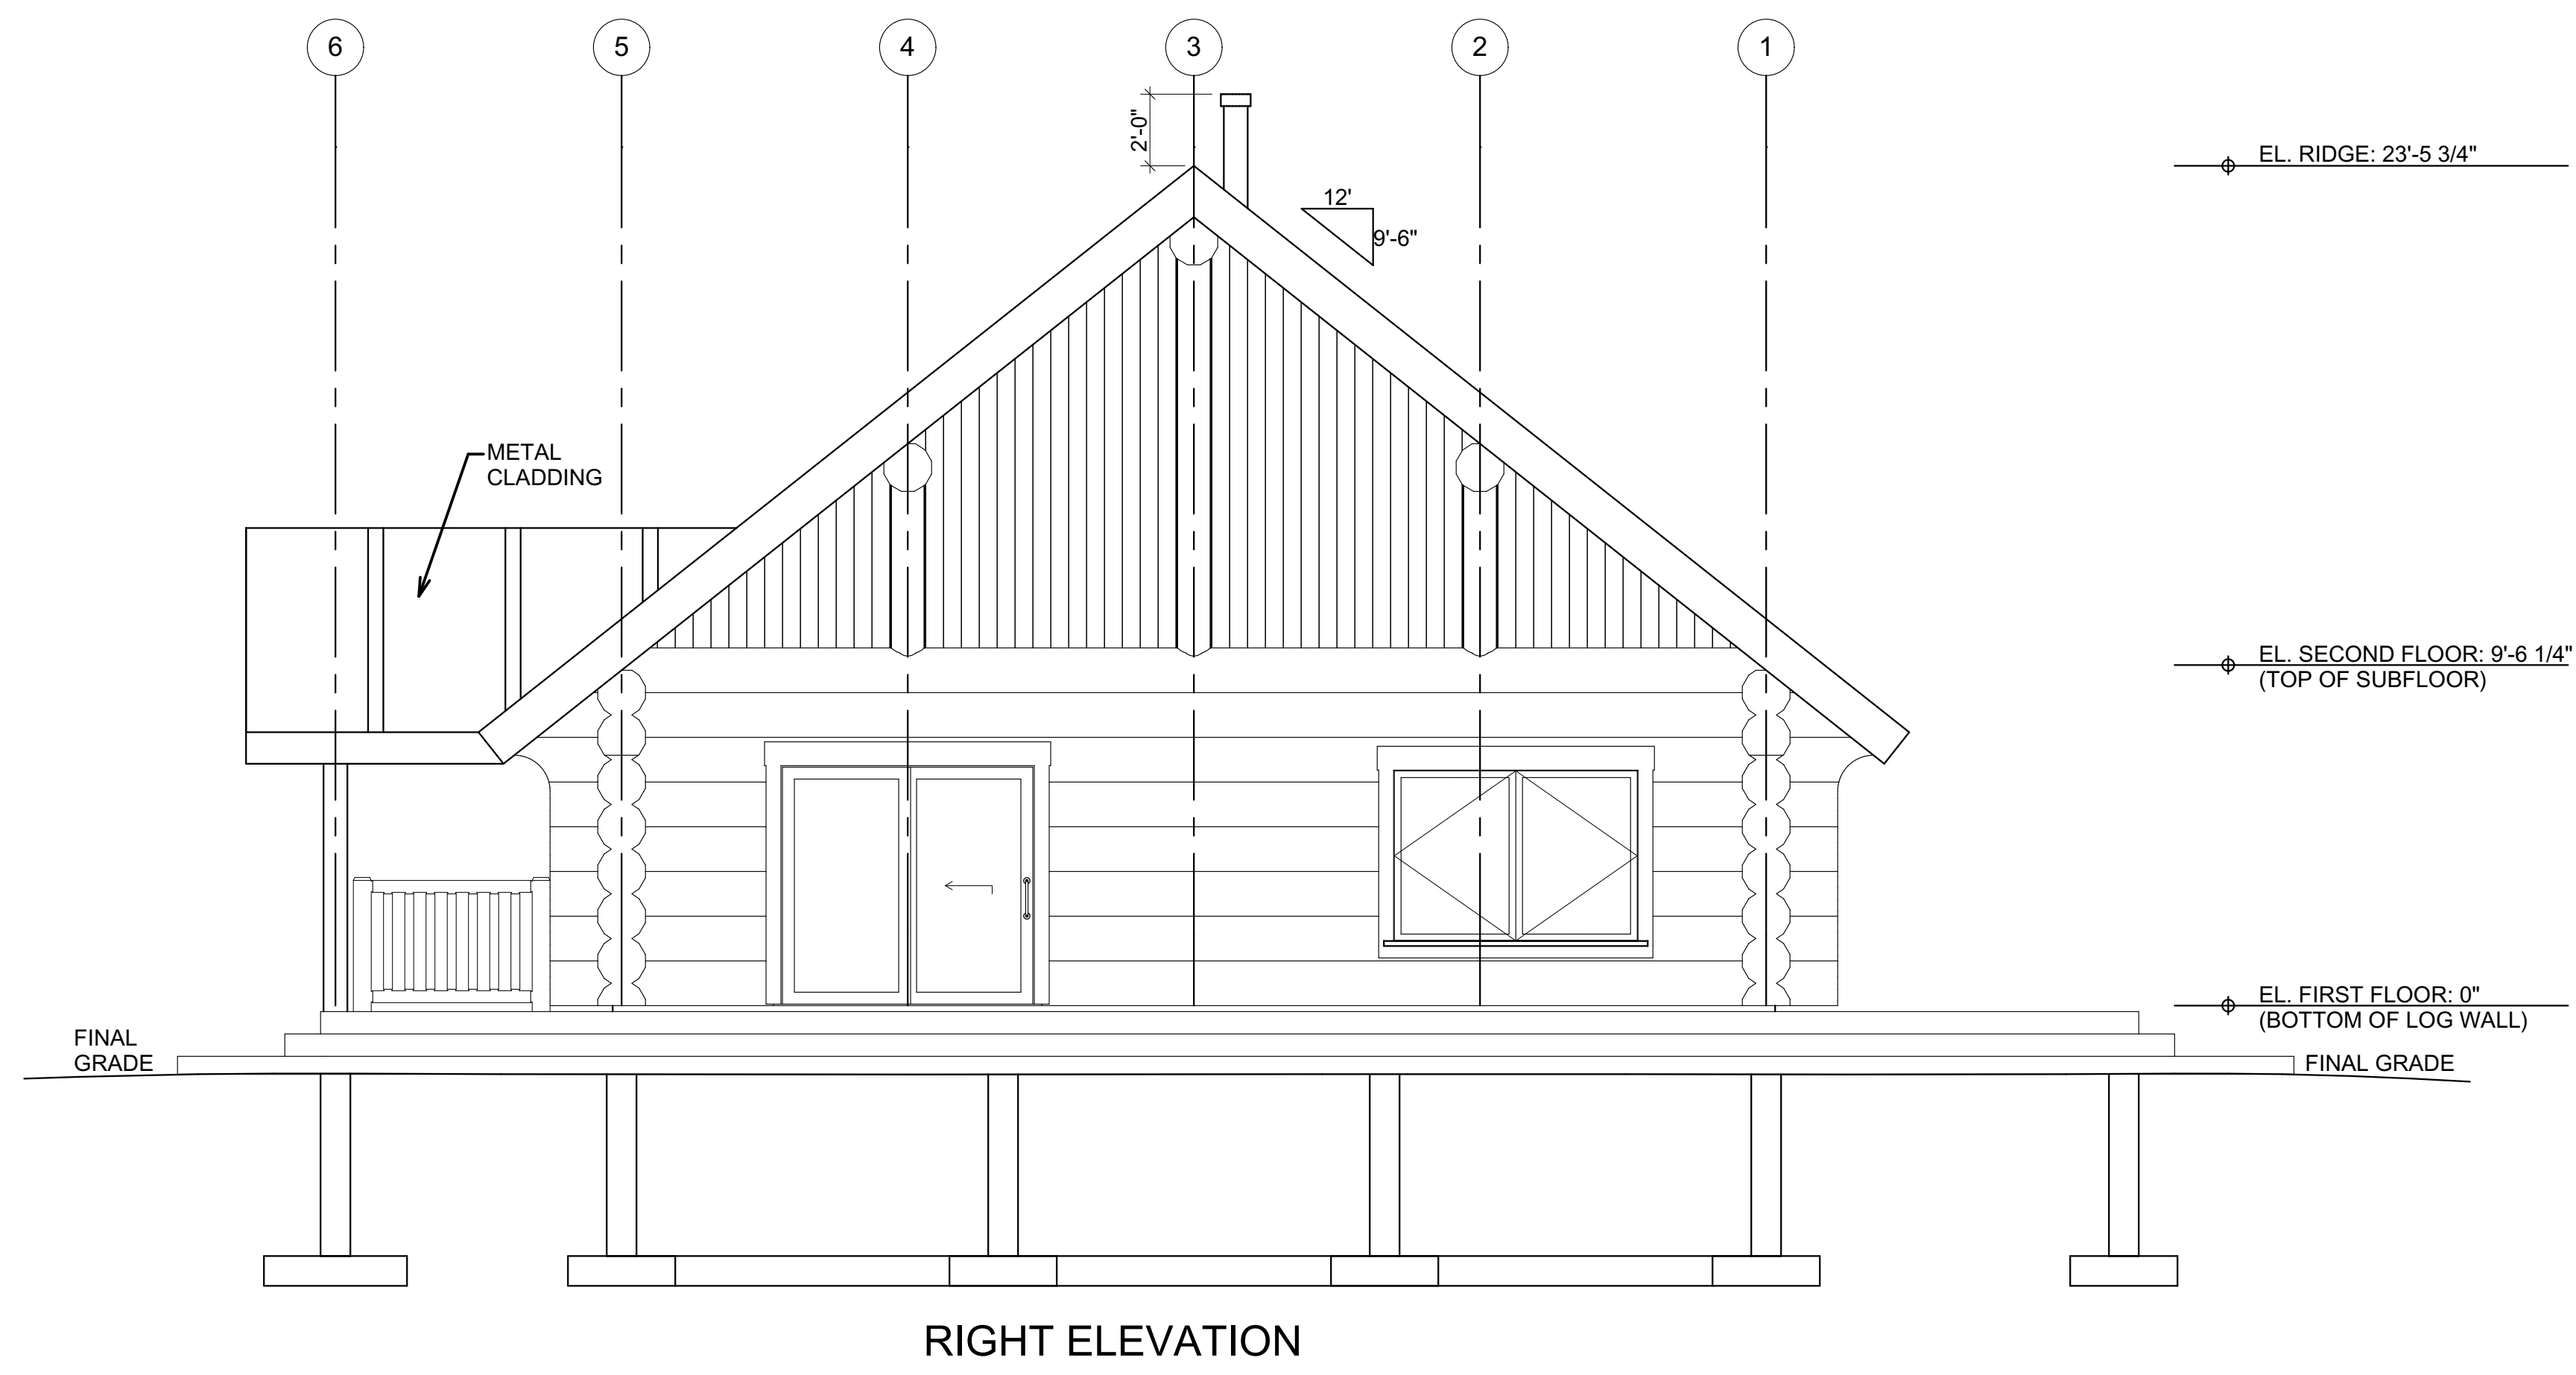 6
5
4
3
2
1
2'-0"
EL. RIDGE: 23'-5 3/4"
12'
9'-6"
METAL
CLADDING
EL. SECOND FLOOR: 9'-6 1/4"
(TOP OF SUBFLOOR)
EL. FIRST FLOOR: 0"
(BOTTOM OF LOG WALL)
FINAL
GRADE
FINAL GRADE
RIGHT ELEVATION